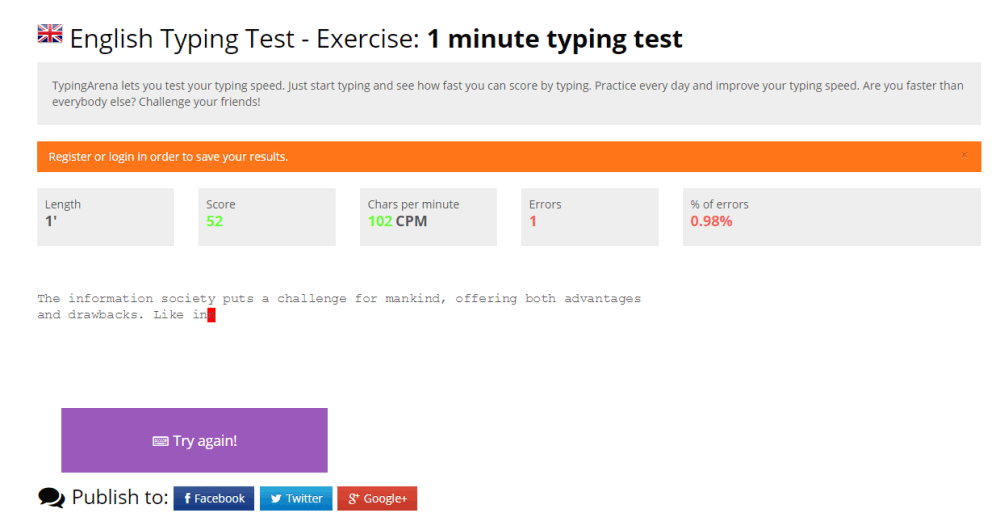 English Typing Test - Exercise: 1 minute typing test
TypingArena lets you test your typing speed. Just start typing and see how fast you can score by typing. Practice every day and improve your typing speed. Are you faster than
everybody else? Challenge your friends!
Register or login in order to save your results. ×
Length Score Chars per minute Errors % of errors
1' 52 102 CPM 1 0.98%
The information society puts a challenge for mankind, offering both advantages
and drawbacks. Like in
Try again!
Publish to: f Facebook Twitter g+ Google+